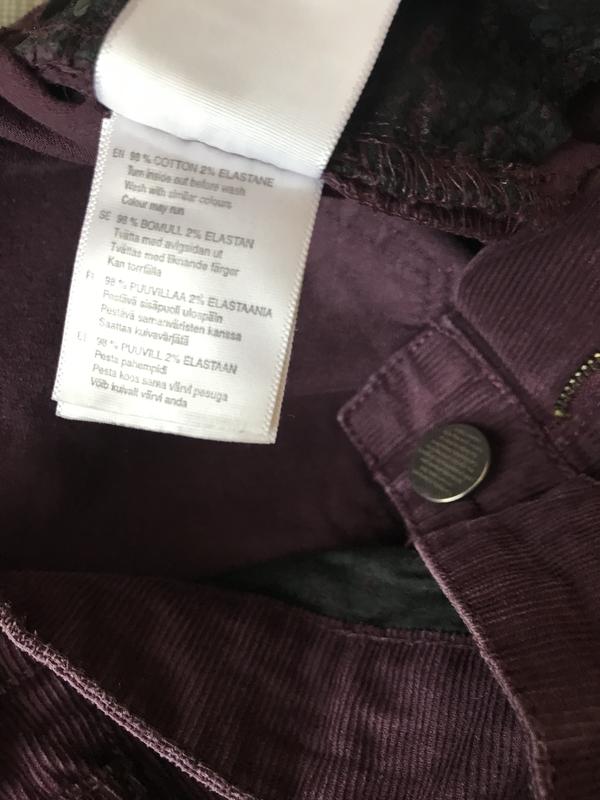 EN 98 % COTTON 2% ELASTANE
Turn inside out before wash
Wash with similar colours
Colour may run
SE 98 % BOMULL 2% ELASTAN
Tvätta med avigsidan ut
Tvättas med liknande färger
Kan torrfälla
FI 98 % PUUVILLAA 2% ELASTAANIA
Pestävä sisäpuoli ulospäin
Pestävä samanväristen kanssa
Saattaa kuivavärjätä
98 % PUUVILL 2% ELASTAAN
Pesta pahempidi
Pesta koos sama värvi pesuga
Võib kuivalt värvi anda